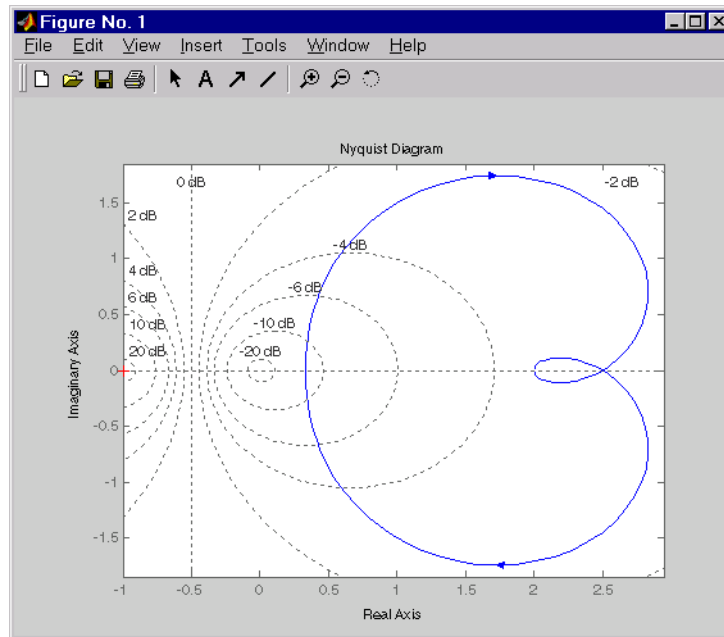 Figure No. 1
File Edit View Insert Tools Window Help
A
Nyquist Diagram
0 dB
-2 dB
2 dB
-4 dB
4 dB
-6 dB
6 dB
-10 dB
10 dB
-20 dB
20 dB
1.5
1
0.5
0
-0.5
-1
-1.5
Imaginary Axis
-1 -0.5 0 0.5 1 1.5 2 2.5
Real Axis